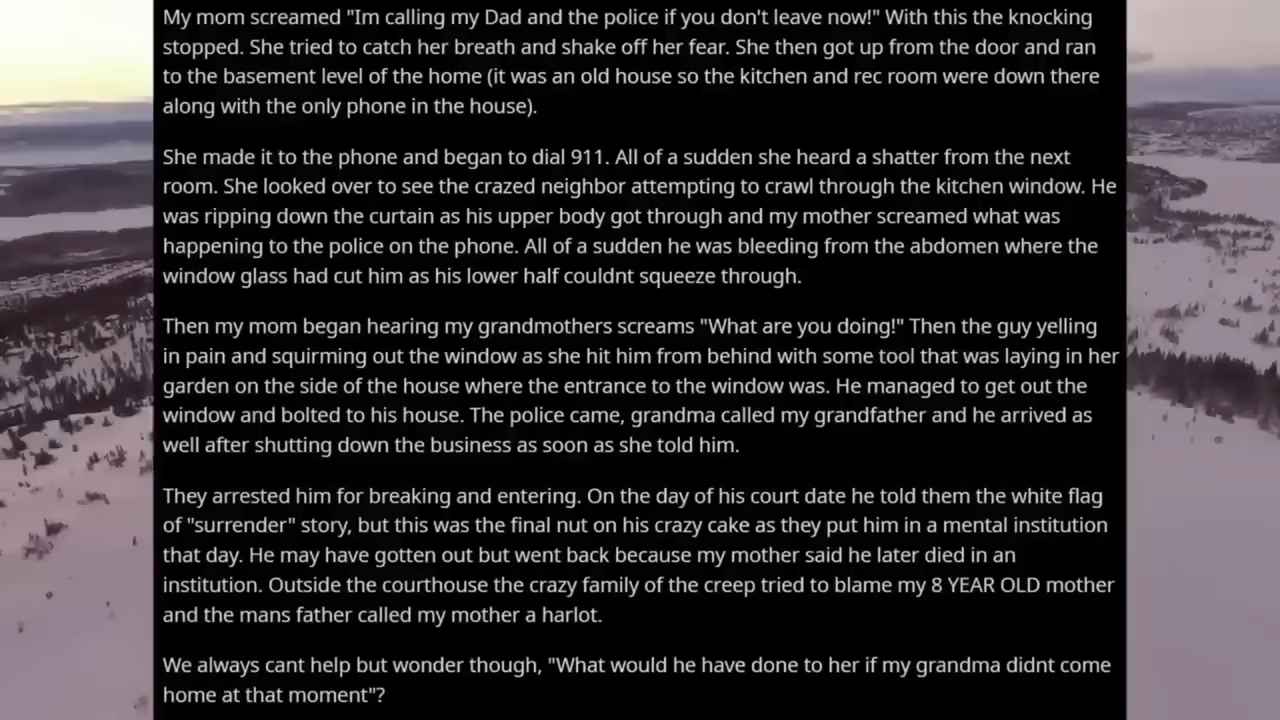 My mom screamed "Im calling my Dad and the police if you don't leave now!" With this the knocking
stopped. She tried to catch her breath and shake off her fear. She then got up from the door and ran
to the basement level of the home (it was an old house so the kitchen and rec room were down there
along with the only phone in the house).
She made it to the phone and began to dial 911. All of a sudden she heard a shatter from the next
room. She looked over to see the crazed neighbor attempting to crawl through the kitchen window. He
was ripping down the curtain as his upper body got through and my mother screamed what was
happening to the police on the phone. All of a sudden he was bleeding from the abdomen where the
window glass had cut him as his lower half couldnt squeeze through.
Then my mom began hearing my grandmothers screams "What are you doing!" Then the guy yelling
in pain and squirming out the window as she hit him from behind with some tool that was laying in her
garden on the side of the house where the entrance to the window was. He managed to get out the
window and bolted to his house. The police came, grandma called my grandfather and he arrived as
well after shutting down the business as soon as she told him.
They arrested him for breaking and entering. On the day of his court date he told them the white flag
of "surrender" story, but this was the final nut on his crazy cake as they put him in a mental institution
that day. He may have gotten out but went back because my mother said he later died in an
institution. Outside the courthouse the crazy family of the creep tried to blame my 8 YEAR OLD mother
and the mans father called my mother a harlot.
We always cant help but wonder though, "What would he have done to her if my grandma didnt come
home at that moment"?